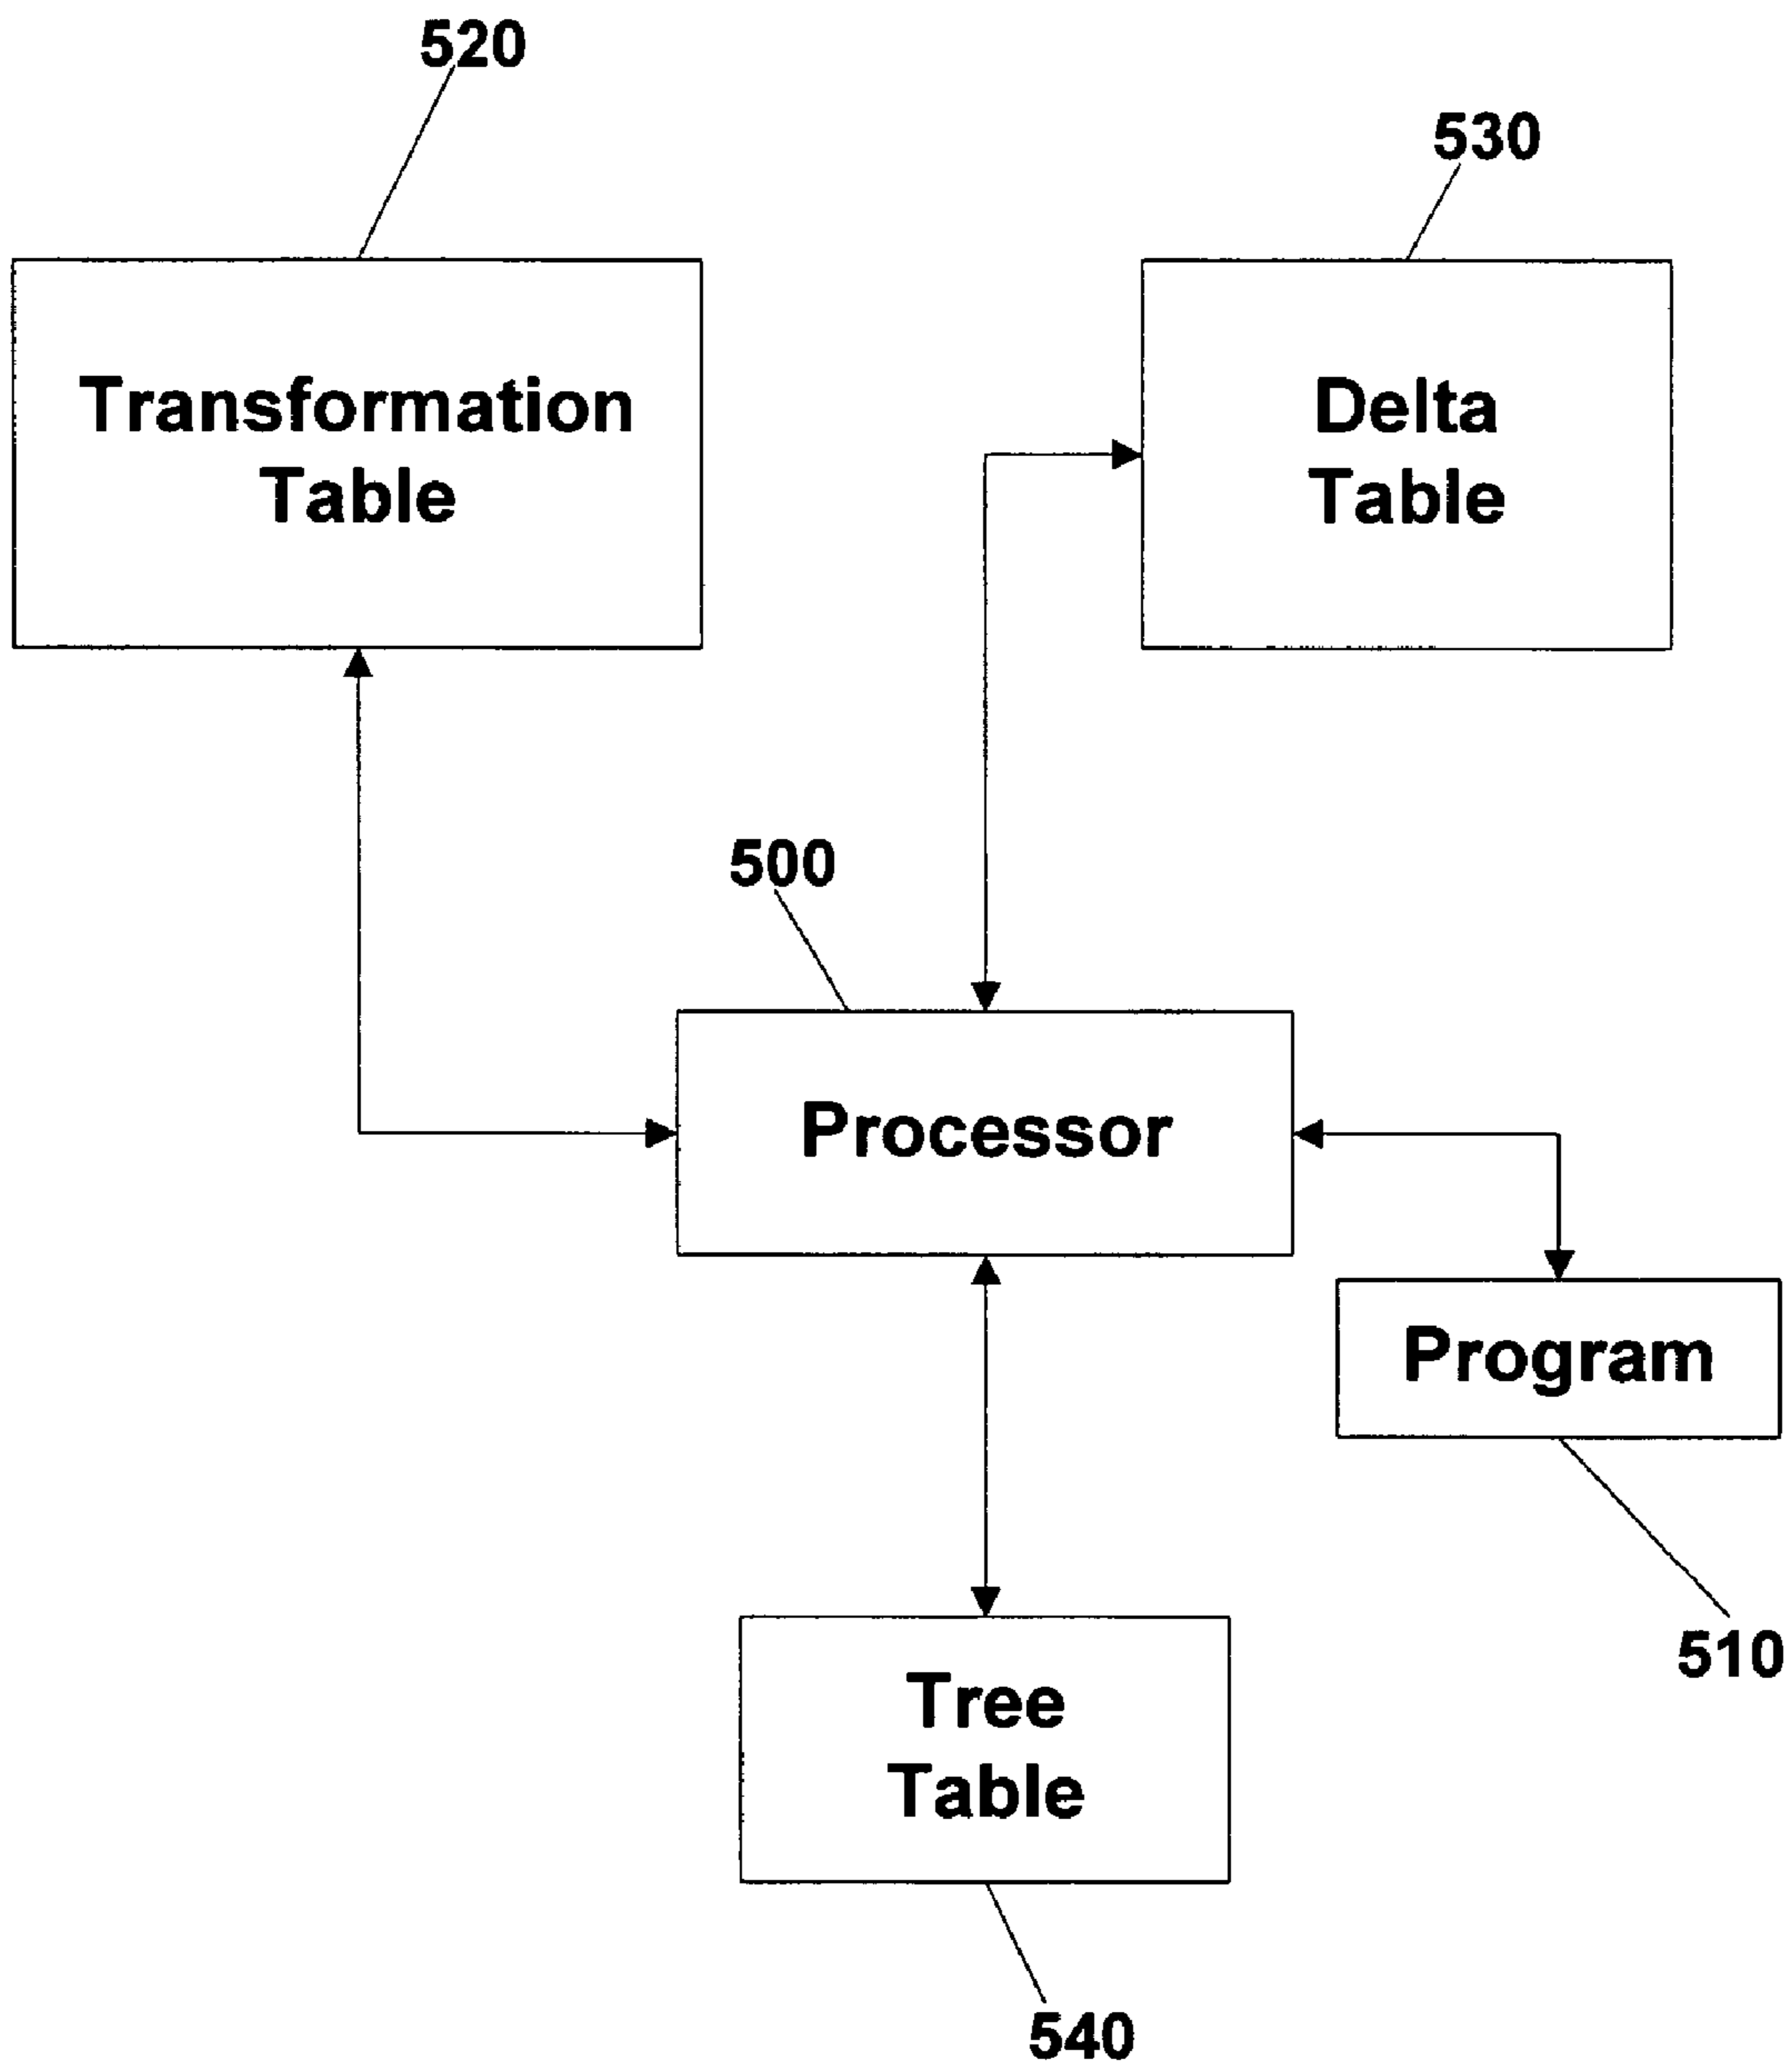 520
530
Transformation
Table
Delta
Table
500
Processor
Program
510
Tree
Table
540